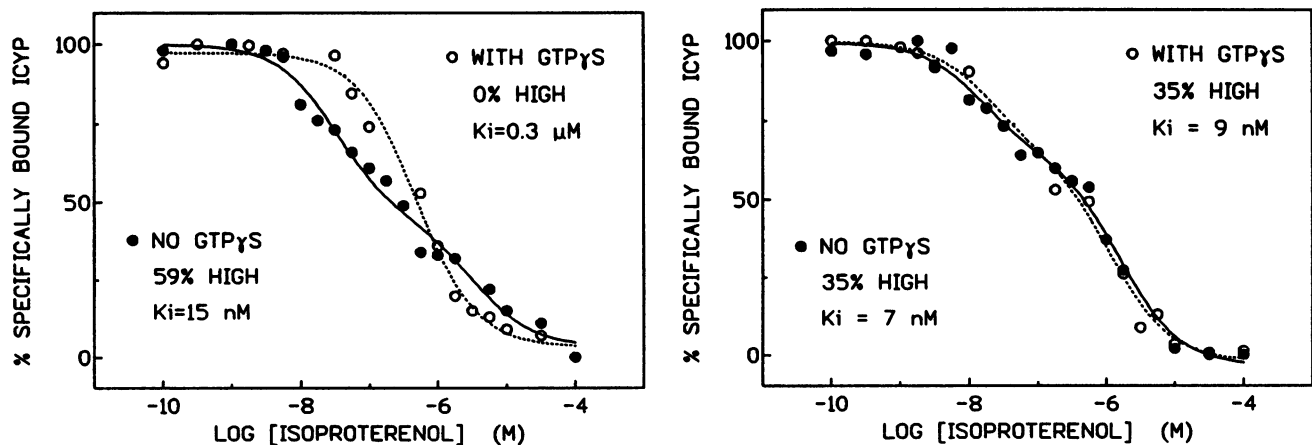 % SPECIFICALLY BOUND ICYP
100
50
0
-10
-8
-6
-4
LOG [ISOPROTERENOL] (M)
○ WITH GTPγS
0% HIGH
Ki=0.3 μM
● NO GTPγS
59% HIGH
Ki=15 nM
% SPECIFICALLY BOUND ICYP
100
50
0
-10
-8
-6
-4
LOG [ISOPROTERENOL] (M)
○ WITH GTPγS
35% HIGH
Ki = 9 nM
● NO GTPγS
35% HIGH
Ki = 7 nM